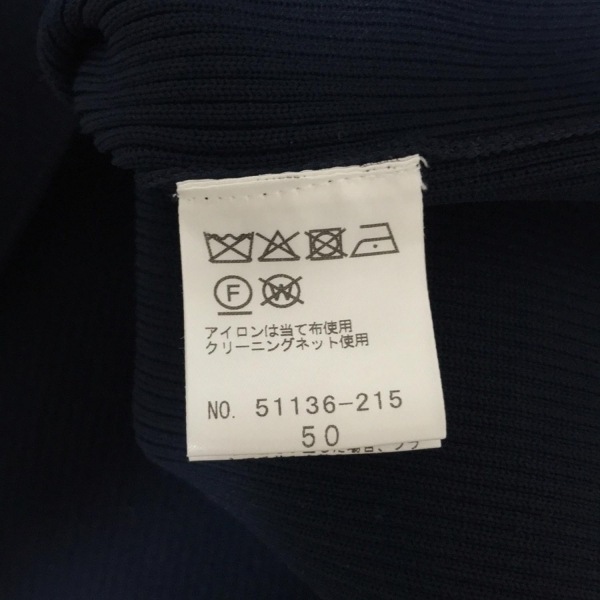 F W
アイロンは当て布使用
クリーニングネット使用
NO. 51136-215
50